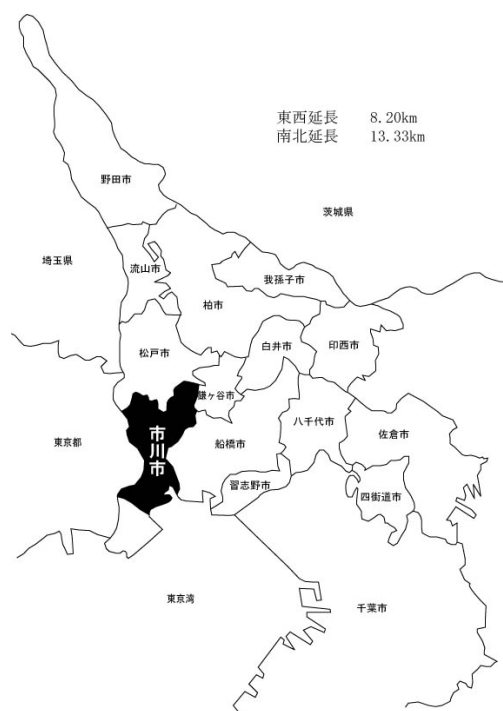 東西延長 8.20km
南北延長 13.33km
野田市
茨城県
埼玉県
流山市
我孫子市
柏市
松戸市
白井市
印西市
鎌ヶ谷市
東京都
市川市
船橋市
八千代市
佐倉市
習志野市
四街道市
東京湾
千葉市